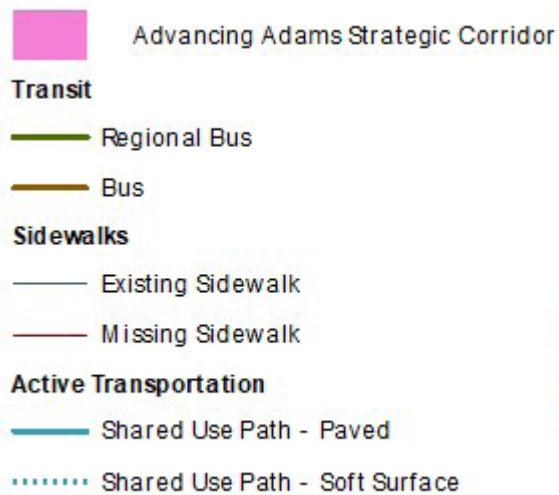 Advancing Adams Strategic Corridor
Transit
Regional Bus
Bus
Sidewalks
Existing Sidewalk
Missing Sidewalk
Active Transportation
Shared Use Path - Paved
Shared Use Path - Soft Surface